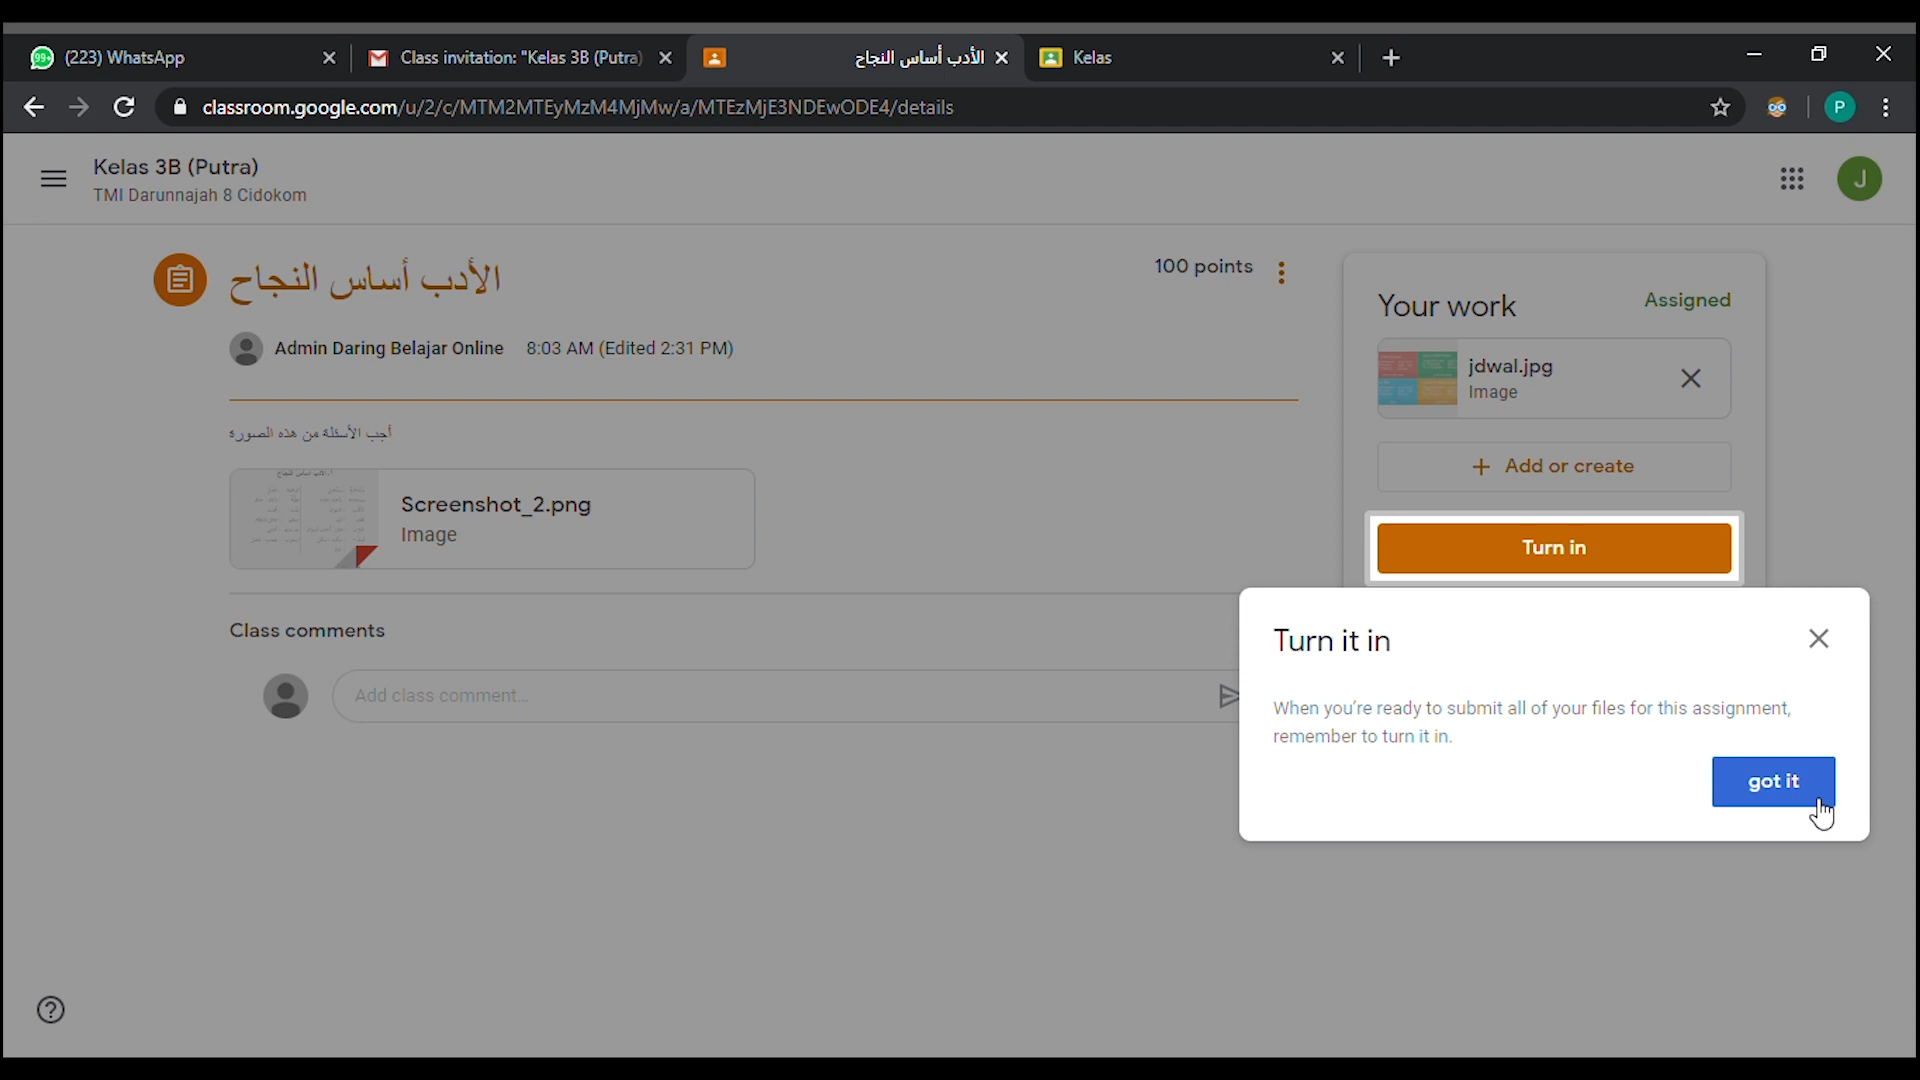 (223) WhatsApp
Class invitation: "Kelas 3B (Putra)
الأدب أساس النجاح
Kelas
classroom.google.com/u/2/c/MTM2MTEyMzM4MjMw/a/MTEzMjE3NDEwODE4/details
P
Kelas 3B (Putra)
TMI Darunnajah 8 Cidokom
J
الأدب أساس النجاح
100 points
Admin Daring Belajar Online 8:03 AM (Edited 2:31 PM)
أجب الأسئلة من هذه الصورة
Screenshot_2.png
Image
Class comments
Add class comment...
Your work
Assigned
jdwal.jpg
Image
+ Add or create
Turn in
Turn it in
When you're ready to submit all of your files for this assignment,
remember to turn it in.
got it